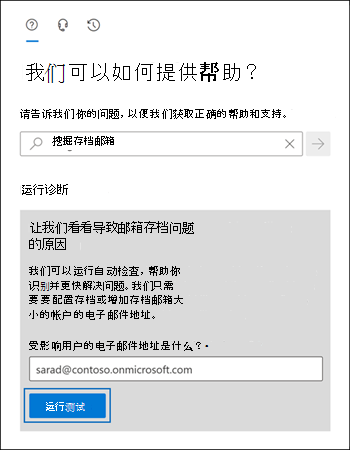 我们可以如何提供帮助？
请告诉我们你的问题，以便我们获取正确的帮助和支持。
挖掘存档邮箱
运行诊断
让我们看看导致邮箱存档问题
的原因
我们可以运行自动检查，帮助你
识别并更快解决问题。我们只需
要要配置存档或增加存档邮箱大
小的帐户的电子邮件地址。
受影响用户的电子邮件地址是什么？*
sarad@contoso.onmicrosoft.com
运行测试